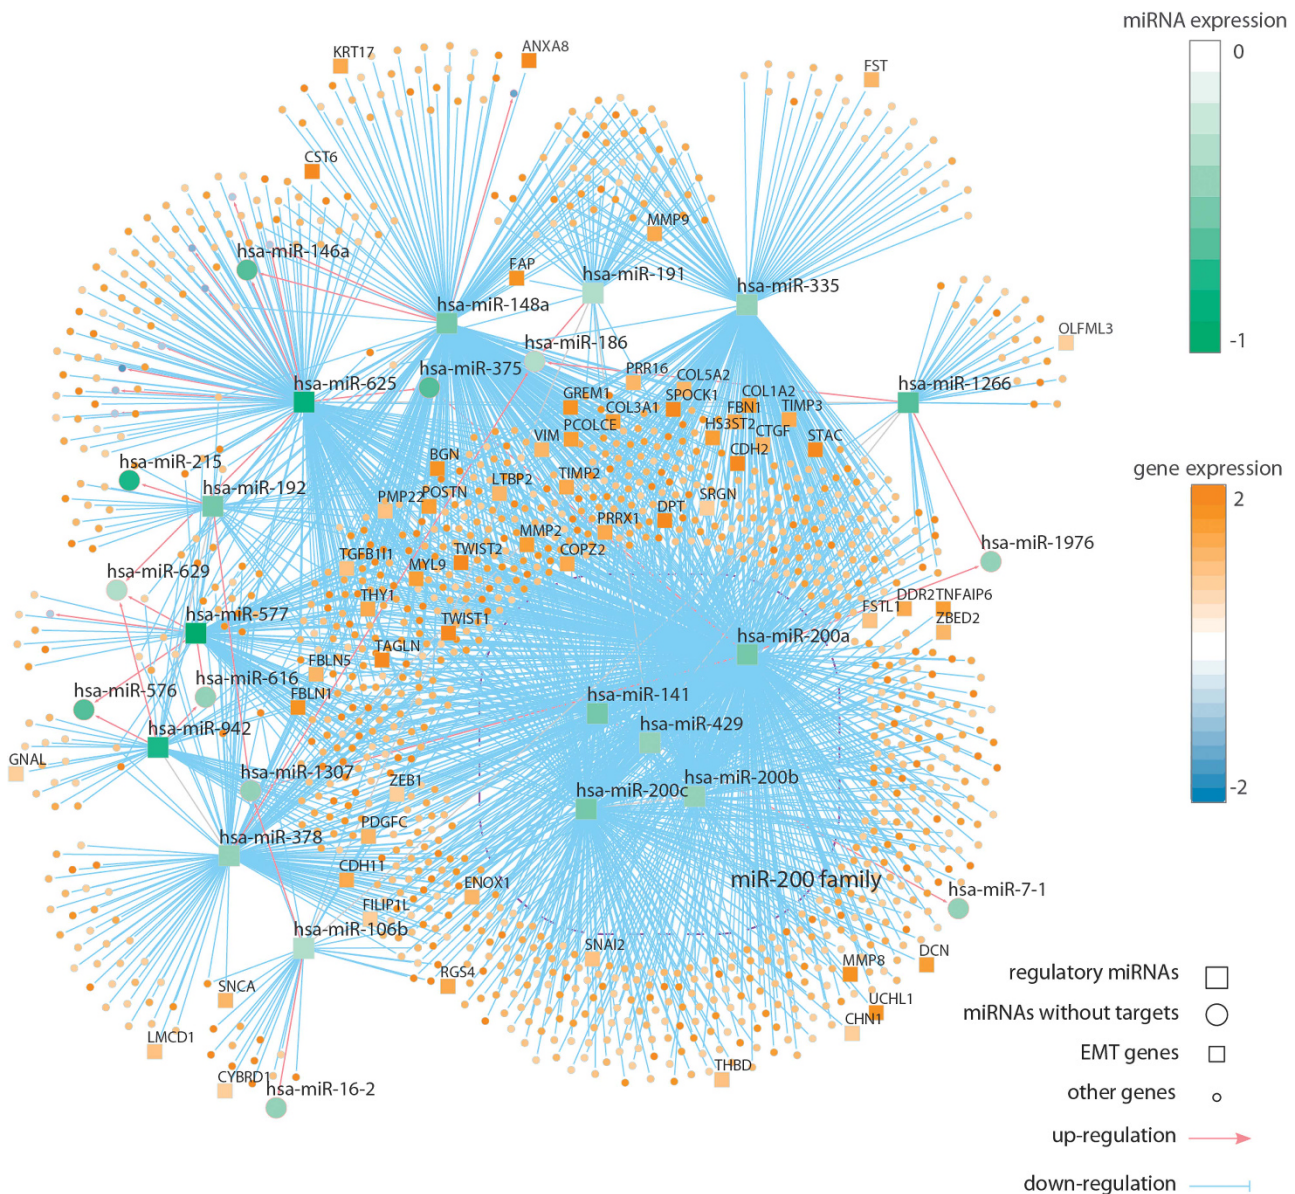 miRNA expression
0
-1
KRT17
ANXA8
FST
CST6
MMP9
hsa-miR-146a
FAP
hsa-miR-191
hsa-miR-335
hsa-miR-148a
OLFML3
hsa-miR-186
hsa-miR-375
PRR16
COL5A2
hsa-miR-625
hsa-miR-1266
GREM1
SPOCK1
COL1A2
COL3A1
FBN1
TIMP3
PCOLCE
HS3ST2
CTGF
VIM
CDH2
STAC
BGN
hsa-miR-215
TIMP2
gene expression
2
-2
hsa-miR-192
LTBP2
PMP22
POSTN
SRGN
DPT
PRRX1
MMP2
hsa-miR-1976
TGFB1I1
TWIST2
COPZ2
MYL9
hsa-miR-629
THY1
DDR2
TNFAIP6
FSTL1
ZBED2
hsa-miR-577
TWIST1
hsa-miR-200a
TAGLN
FBLN5
hsa-miR-616
hsa-miR-576
FBLN1
hsa-miR-141
hsa-miR-429
hsa-miR-942
GNAL
hsa-miR-1307
ZEB1
hsa-miR-200b
hsa-miR-200c
PDGFC
hsa-miR-378
CDH11
ENOX1
miR-200 family
hsa-miR-7-1
FILIP1L
hsa-miR-106b
SNAI2
DCN
MMP8
RGS4
SNCA
UCHL1
CHN1
LMCD1
THBD
CYBRD1
hsa-miR-16-2
regulatory miRNAs
miRNAs without targets
EMT genes
other genes
up-regulation
down-regulation